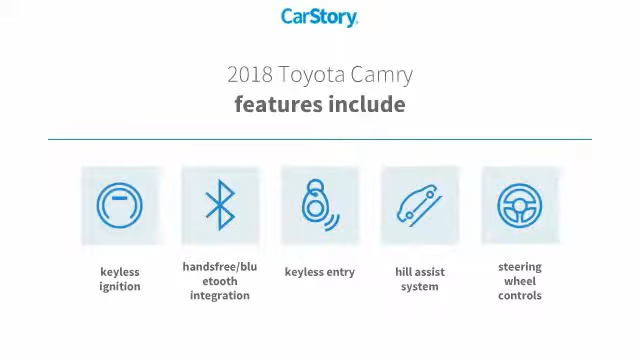 CarStory
2018 Toyota Camry
features include
keyless
ignition
handsfree/blu
etooth
integration
keyless entry
hill assist
system
steering
wheel
controls